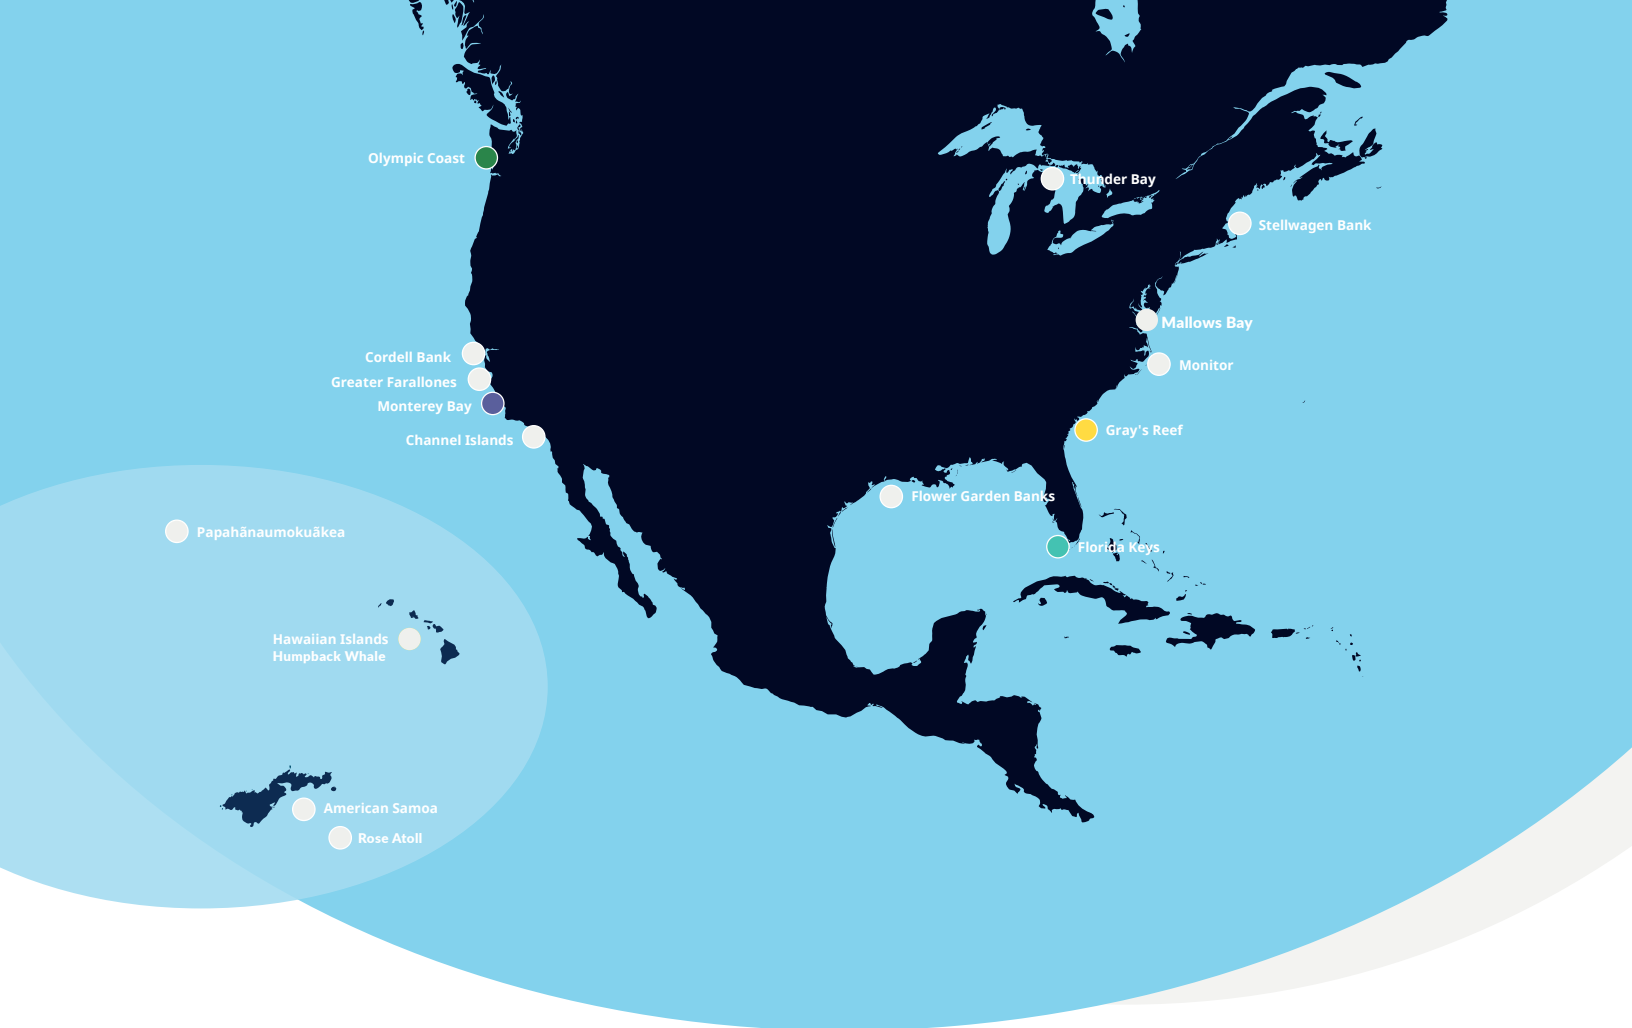 Olympic Coast
Thunder Bay
Stellwagen Bank
Mallows Bay
Cordell Bank
Monitor
Greater Farallones
Monterey Bay
Gray's Reef
Channel Islands
Flower Garden Banks
Papahãnaumokuãkea
Florida Keys
Hawaiian Islands
Humpback Whale
American Samoa
Rose Atoll